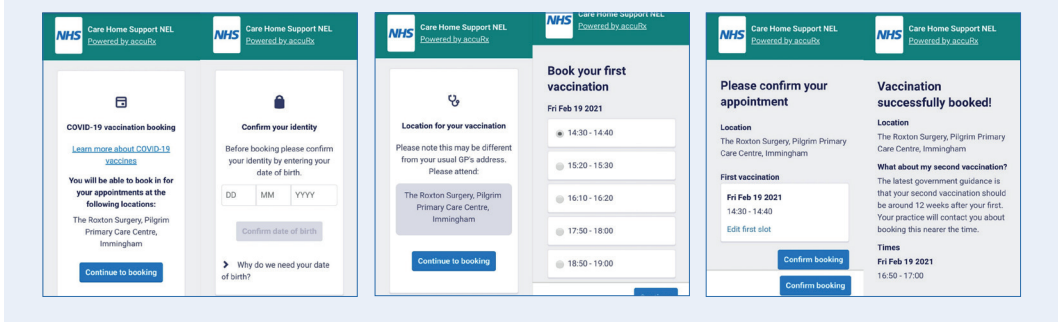 NHS
Care Home Support NEL
Powered by accuRx
COVID-19 vaccination booking
Learn more about COVID-19
vaccines
You will be able to book in for
your appointments at the
following locations:
The Roxton Surgery, Pilgrim
Primary Care Centre,
Immingham
Continue to booking
NHS
Care Home Support NEL
Powered by accuRx
Confirm your identity
Before booking please confirm
your identity by entering your
date of birth.
DD MM YYYY
Confirm date of birth
Why do we need your date
of birth?
NHS
Care Home Support NEL
Powered by accuRx
Location for your vaccination
Please note this may be different
from your usual GP's address.
Please attend:
The Roxton Surgery, Pilgrim
Primary Care Centre,
Immingham
Continue to booking
NHS
Care Home Support NEL
Powered by accuRx
Book your first
vaccination
Fri Feb 19 2021
14:30 - 14:40
15:20 - 15:30
16:10 - 16:20
17:50 - 18:00
18:50 - 19:00
NHS
Care Home Support NEL
Powered by accuRx
Please confirm your
appointment
Location
The Roxton Surgery, Pilgrim Primary
Care Centre, Immingham
First vaccination
Fri Feb 19 2021
14:30 - 14:40
Edit first slot
Confirm booking
Confirm booking
NHS
Care Home Support NEL
Powered by accuRx
Vaccination
successfully booked!
Location
The Roxton Surgery, Pilgrim Primary
Care Centre, Immingham
What about my second vaccination?
The latest government guidance is
that your second vaccination should
be around 12 weeks after your first.
Your practice will contact you about
booking this nearer the time.
Times
Fri Feb 19 2021
16:50 - 17:00